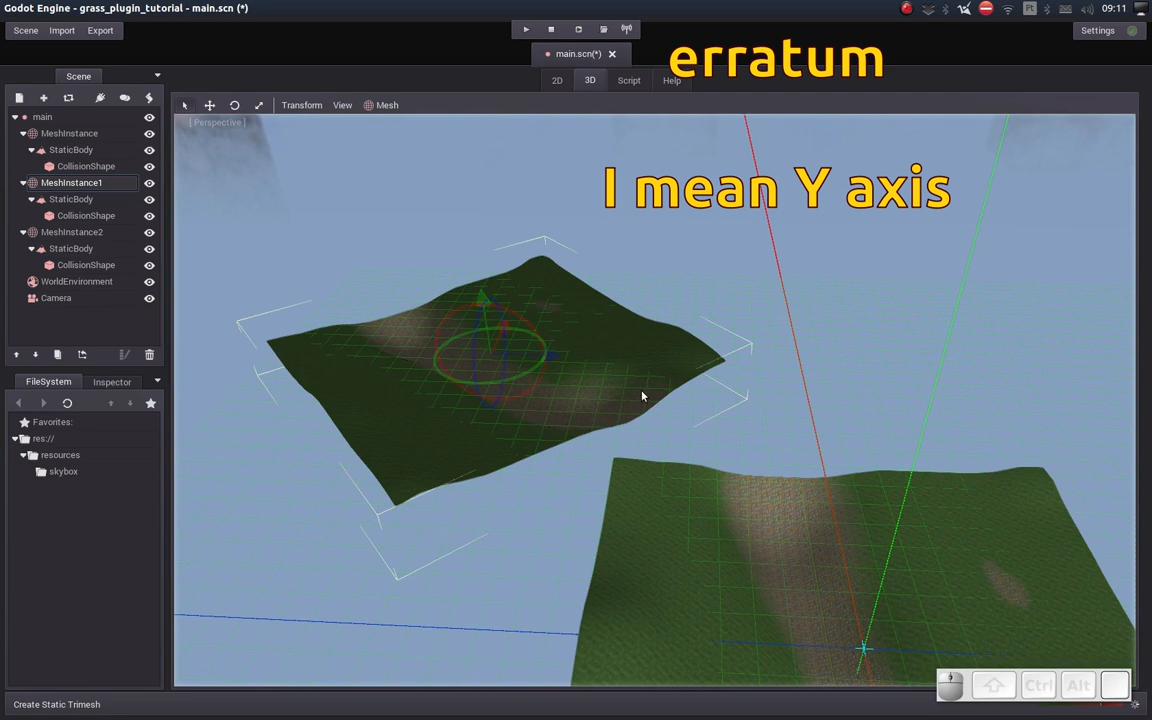 Godot Engine - grass_plugin_tutorial - main.scn (*)
Pt
09:11
Scene Import Export
Settings
main.scn(*)
erratum
2D 3D Script Help
Scene
Transform View Mesh
main
[ Perspective ]
MeshInstance
StaticBody
CollisionShape
I mean Y axis
MeshInstance1
StaticBody
CollisionShape
MeshInstance2
StaticBody
CollisionShape
WorldEnvironment
Camera
FileSystem Inspector
Favorites:
res://
resources
skybox
Ctrl Alt
Create Static Trimesh